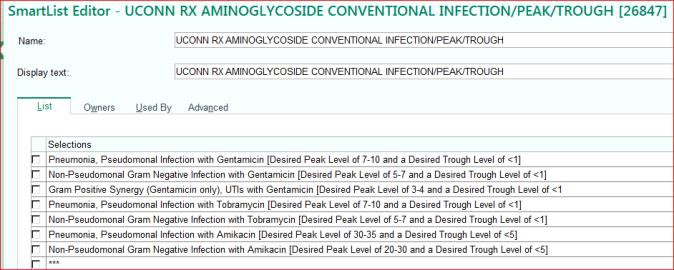 SmartList Editor - UCONN RX AMINOGLYCOSIDE CONVENTIONAL INFECTION/PEAK/TROUGH [26847]
Name: UCONN RX AMINOGLYCOSIDE CONVENTIONAL INFECTION/PEAK/TROUGH
Display text: UCONN RX AMINOGLYCOSIDE CONVENTIONAL INFECTION/PEAK/TROUGH
List Owners Used By Advanced
Selections
Pneumonia, Pseudomonal Infection with Gentamicin [Desired Peak Level of 7-10 and a Desired Trough Level of <1]
Non-Pseudomonal Gram Negative Infection with Gentamicin [Desired Peak Level of 5-7 and a Desired Trough Level of <1]
Gram Positive Synergy (Gentamicin only), UTIs with Gentamicin [Desired Peak Level of 3-4 and a Desired Trough Level of <1
Pneumonia, Pseudomonal Infection with Tobramycin [Desired Peak Level of 7-10 and a Desired Trough Level of <1]
Non-Pseudomonal Gram Negative Infection with Tobramycin [Desired Peak Level of 5-7 and a Desired Trough Level of <1]
Pneumonia, Pseudomonal Infection with Amikacin [Desired Peak Level of 30-35 and a Desired Trough Level of <5]
Non-Pseudomonal Gram Negative Infection with Amikacin [Desired Peak Level of 20-30 and a Desired Trough Level of <5]
***